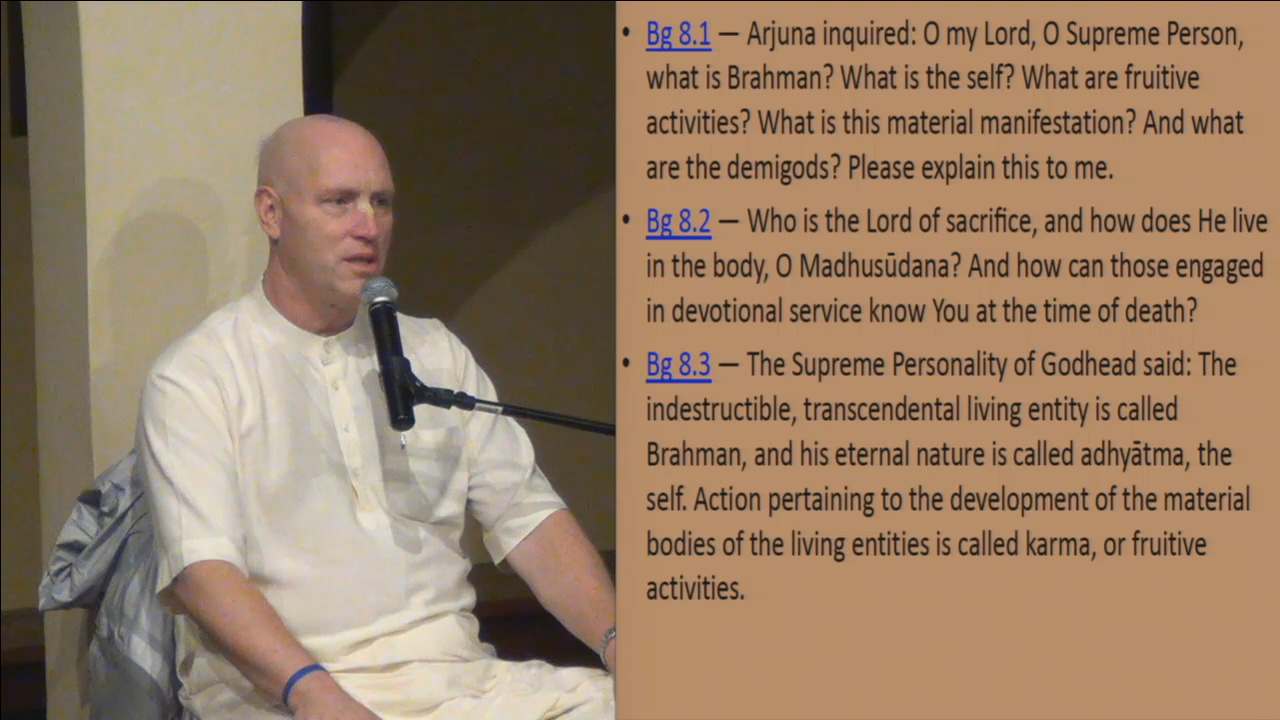 • Bg 8.1 — Arjuna inquired: O my Lord, O Supreme Person,
what is Brahman? What is the self? What are fruitive
activities? What is this material manifestation? And what
are the demigods? Please explain this to me.
• Bg 8.2 — Who is the Lord of sacrifice, and how does He live
in the body, O Madhusūdana? And how can those engaged
in devotional service know You at the time of death?
• Bg 8.3 — The Supreme Personality of Godhead said: The
indestructible, transcendental living entity is called
Brahman, and his eternal nature is called adhyātma, the
self. Action pertaining to the development of the material
bodies of the living entities is called karma, or fruitive
activities.